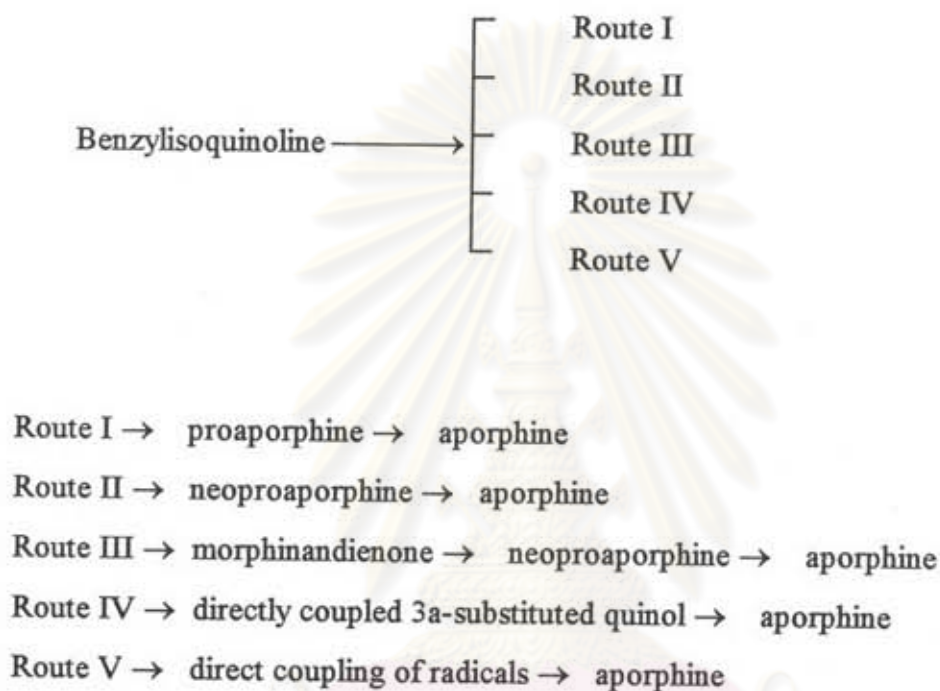 Route I
Route II
Benzylisoquinoline → Route III
Route IV
Route V
Route I → proaporphine → aporphine
Route II → neoproaporphine → aporphine
Route III → morphinandienone → neoproaporphine → aporphine
Route IV → directly coupled 3a-substituted quinol → aporphine
Route V → direct coupling of radicals → aporphine